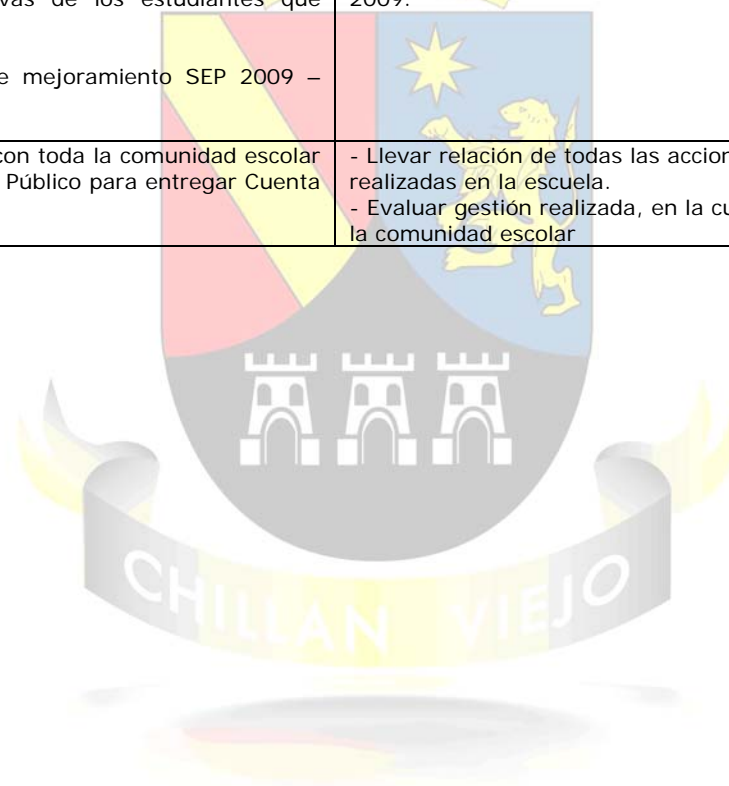 vas de los estudiantes que
2009.
e mejoramiento SEP 2009 –
con toda la comunidad escolar
Público para entregar Cuenta
- Llevar relación de todas las accion
realizadas en la escuela.
- Evaluar gestión realizada, en la cu
la comunidad escolar
CHILLAN VIEJO